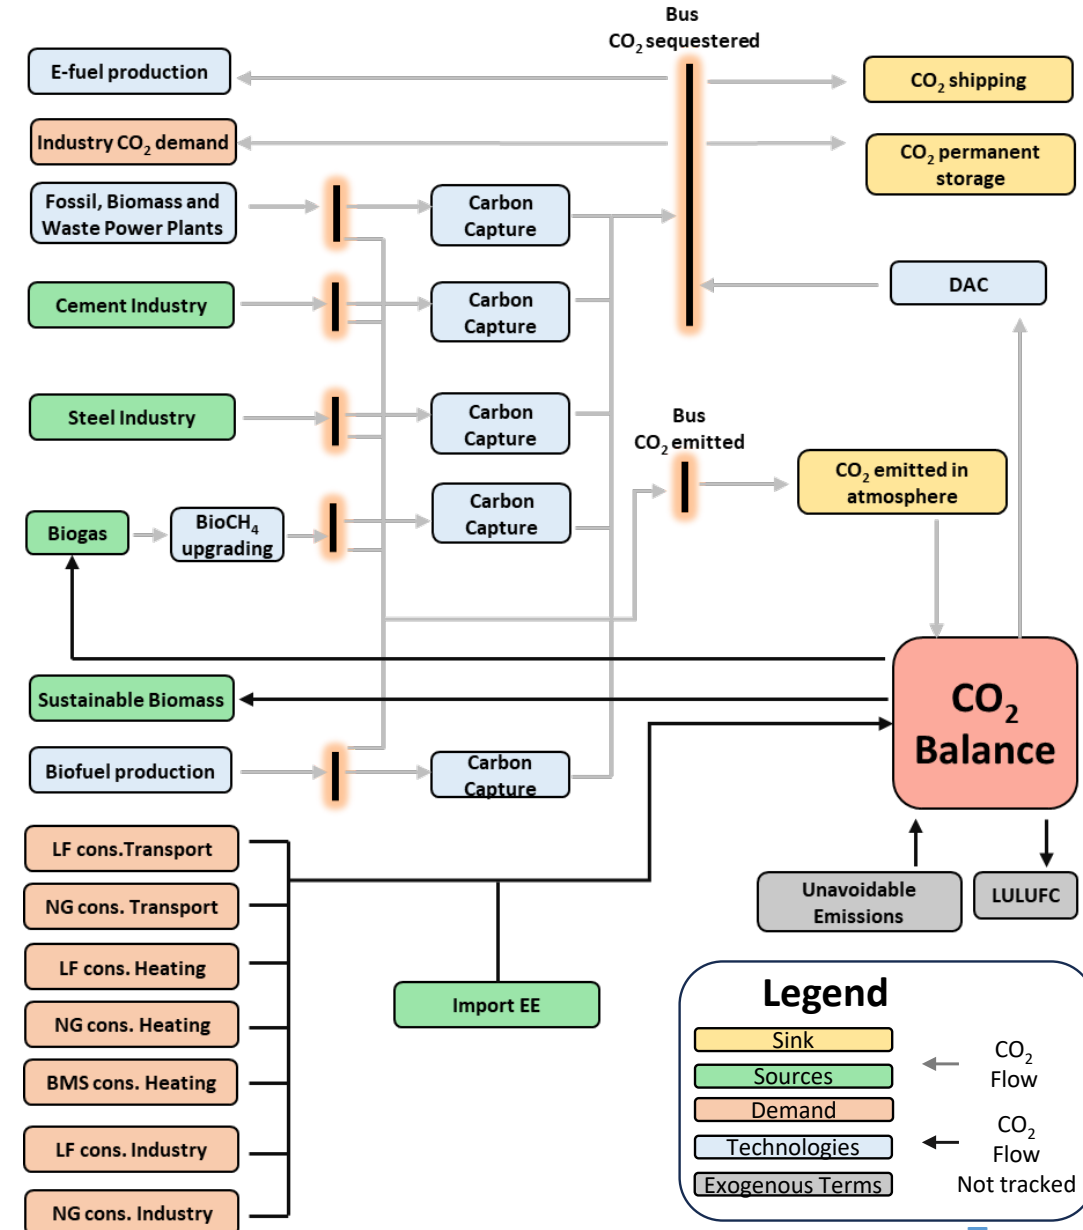 Bus
CO₂ sequestered
E-fuel production
CO₂ shipping
Industry CO₂ demand
CO₂ permanent
storage
Fossil, Biomass and
Waste Power Plants
Carbon
Capture
DAC
Cement Industry
Carbon
Capture
Steel Industry
Carbon
Capture
Bus
CO₂ emitted
CO₂ emitted in
atmosphere
Biogas
BioCH₄
upgrading
Carbon
Capture
Sustainable Biomass
CO₂
Balance
Biofuel production
Carbon
Capture
LF cons.Transport
NG cons. Transport
LF cons. Heating
NG cons. Heating
BMS cons. Heating
LF cons. Industry
NG cons. Industry
Import EE
Unavoidable
Emissions
LULUFC
Legend
Sink
Sources
Demand
Technologies
Exogenous Terms
CO₂
Flow
CO₂
Flow
Not tracked